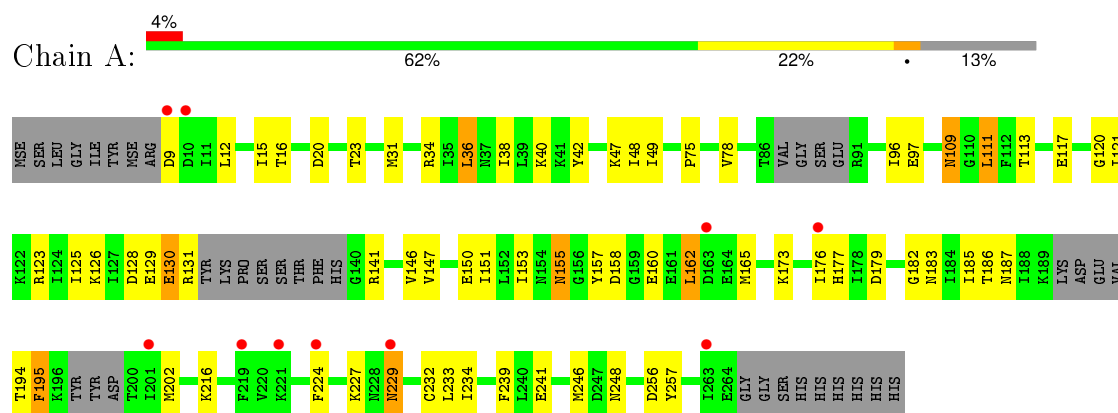 4%
Chain A:
62% 22% • 13%
MSE SER LEU GLY ILE TYR MSE ARG D9 D10 I11 L12 I15 T16 D20 T23 M31 R34 I35 L36 N37 I38 L39 K40 K41 Y42 K47 I48 I49 P75 V78 T86 VAL GLY SER GLU R91 I96 E97 N109 G110 L111 F112 T113 E117 G120 I121
K122 R123 I124 I125 K126 I127 D128 E129 E130 R131 TYR LYS PRO SER SER THR PHE HIS G140 R141 V146 V147 E150 I151 L152 I153 N154 N155 G156 Y157 D158 G159 E160 E161 L162 D163 E164 M165 K173 I176 H177 I178 D179 G182 N183 I184 I185 T186 N187 I188 K189 LYS ASP GLU VAL
T194 F195 K196 TYR TYR ASP T200 I201 M202 K216 F219 V220 K221 F224 K227 N228 N229 C232 L233 I234 F239 L240 E241 M246 D247 N248 D256 Y257 I263 E264 GLY GLY SER HIS HIS HIS HIS HIS HIS